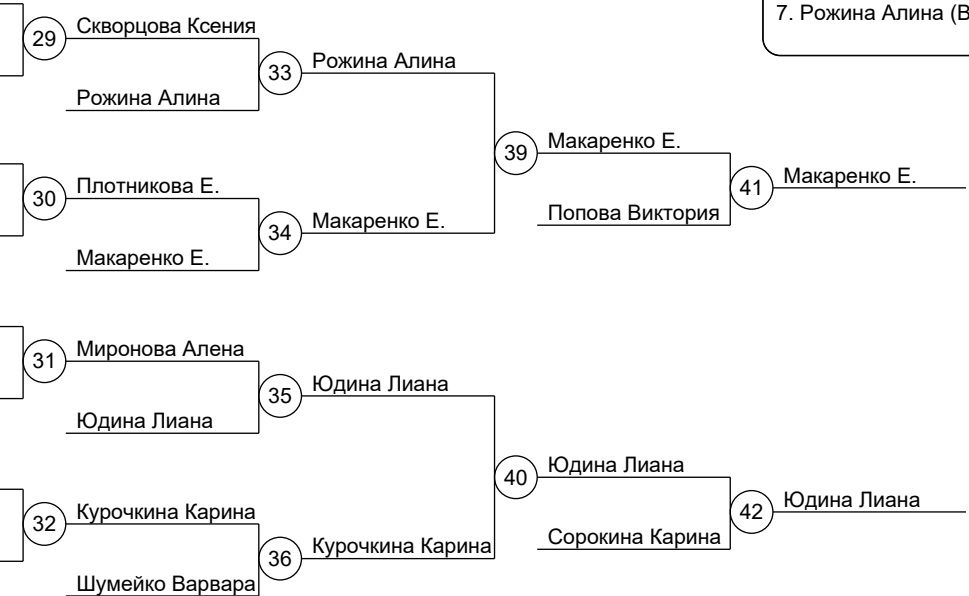 7. Рожина Алина (В
29 Скворцова Ксения
33 Рожина Алина
Рожина Алина
39 Макаренко Е.
41 Макаренко Е.
30 Плотникова Е.
Попова Виктория
34 Макаренко Е.
Макаренко Е.
31 Миронова Алена
35 Юдина Лиана
Юдина Лиана
40 Юдина Лиана
42 Юдина Лиана
32 Курочкина Карина
Сорокина Карина
36 Курочкина Карина
Шумейко Варвара